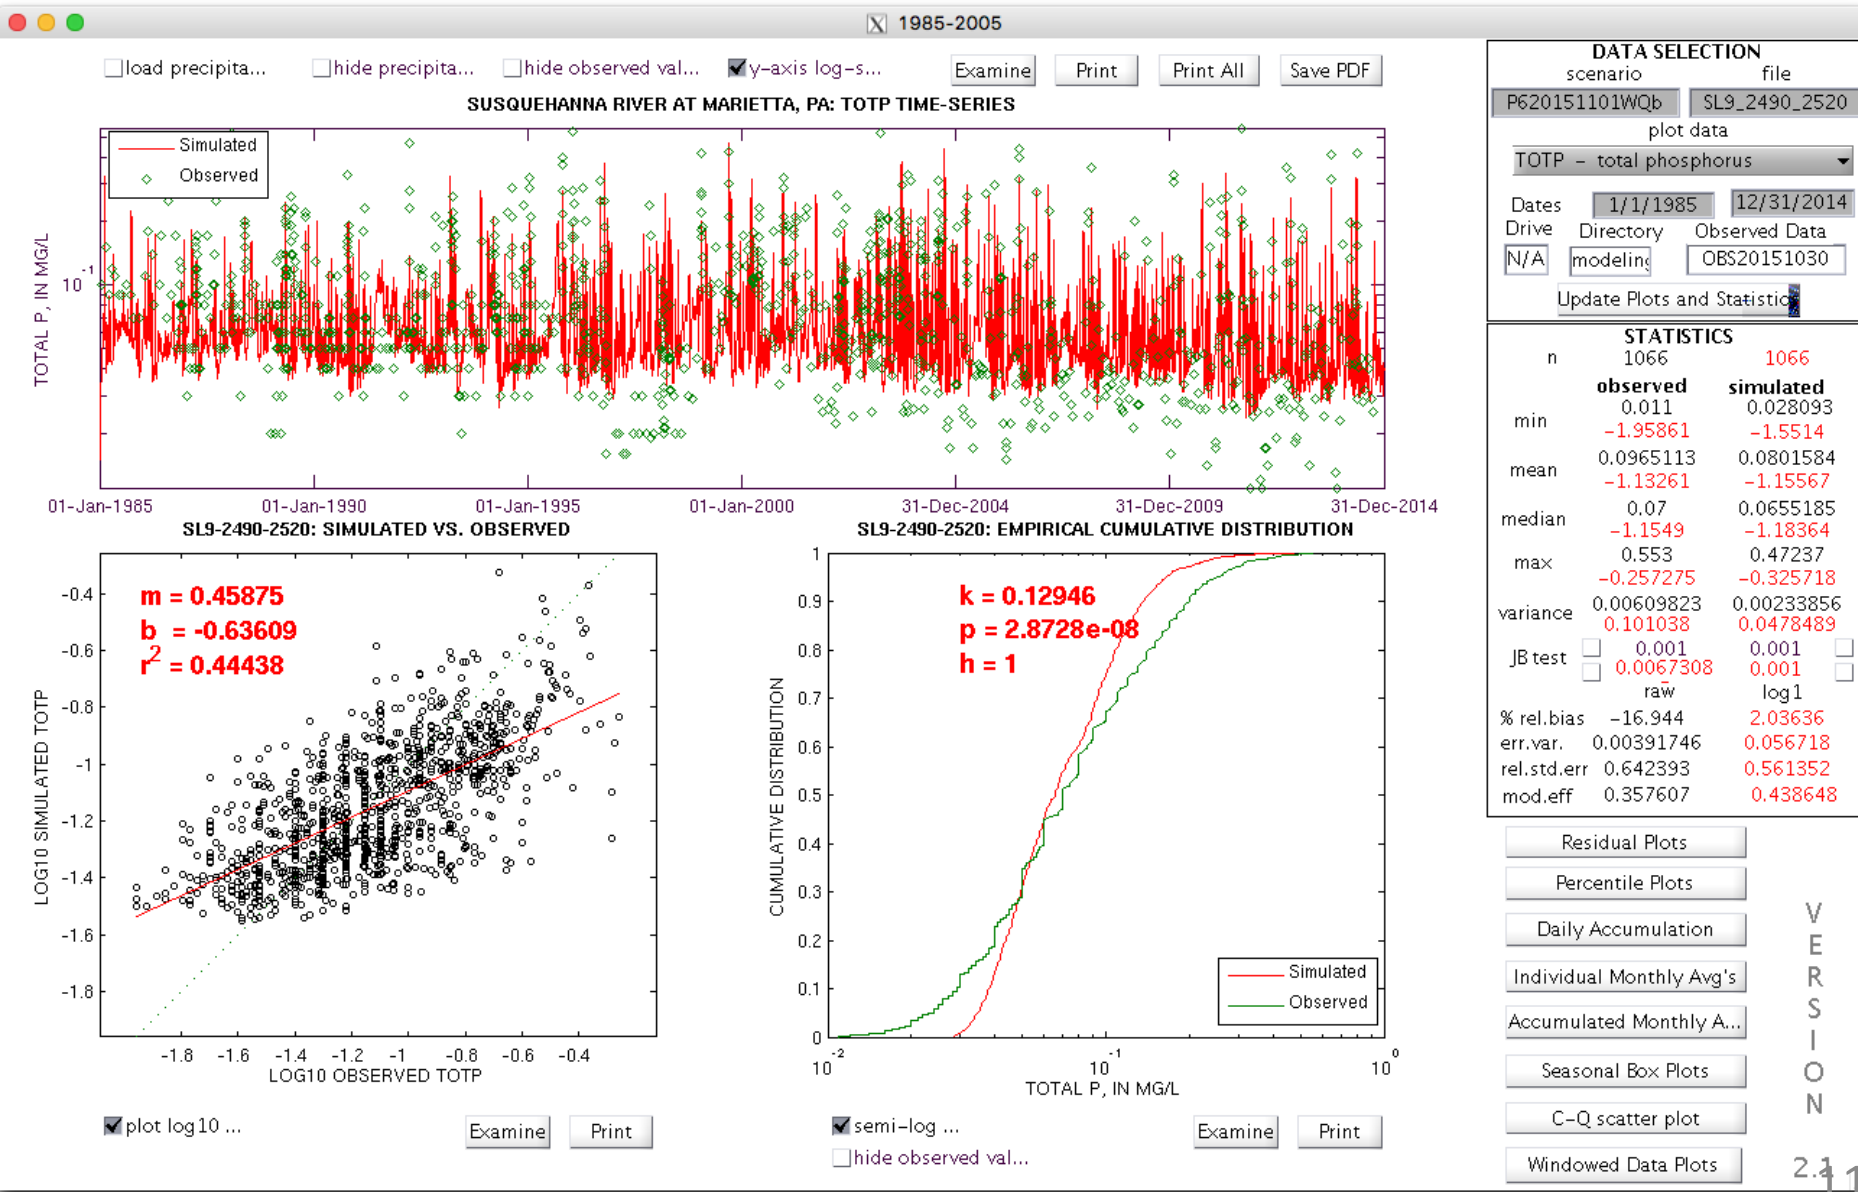 1985-2005
load precipita...
hide precipita...
hide observed val...
y-axis log-s...
Examine
Print
Print All
Save PDF
SUSQUEHANNA RIVER AT MARIETTA, PA: TOTP TIME-SERIES
Simulated
Observed
TOTAL P, IN MG/L
10^-1
01-Jan-1985
01-Jan-1990
01-Jan-1995
01-Jan-2000
31-Dec-2004
31-Dec-2009
31-Dec-2014
SL9-2490-2520: SIMULATED VS. OBSERVED
m = 0.45875
b = -0.63609
r^2 = 0.44438
LOG10 SIMULATED TOTP
-0.4
-0.6
-0.8
-1
-1.2
-1.4
-1.6
-1.8
-1.8 -1.6 -1.4 -1.2 -1 -0.8 -0.6 -0.4
LOG10 OBSERVED TOTP
plot log10 ...
Examine
Print
SL9-2490-2520: EMPIRICAL CUMULATIVE DISTRIBUTION
k = 0.12946
p = 2.8728e-08
h = 1
CUMULATIVE DISTRIBUTION
1
0.9
0.8
0.7
0.6
0.5
0.4
0.3
0.2
0.1
0
Simulated
Observed
10^-2 10^-1 10^0
TOTAL P, IN MG/L
semi-log ...
hide observed val...
Examine
Print
DATA SELECTION
scenario file
P620151101WQb SL9_2490_2520
plot data
TOTP - total phosphorus
Dates 1/1/1985 12/31/2014
Drive Directory Observed Data
N/A modeling OBS20151030
Update Plots and Statistic
STATISTICS
n 1066 1066
observed simulated
min 0.011 0.028093
-1.95861 -1.5514
mean 0.0965113 0.0801584
-1.13261 -1.15567
median 0.07 0.0655185
-1.1549 -1.18364
max 0.553 0.47237
-0.257275 -0.325718
variance 0.00609823 0.00233856
0.101038 0.0478489
JB test 0.001 0.001
0.0067308 0.001
raw log1
% rel.bias -16.944 2.03636
err.var. 0.00391746 0.056718
rel.std.err 0.642393 0.561352
mod.eff 0.357607 0.438648
Residual Plots
Percentile Plots
Daily Accumulation
Individual Monthly Avg's
Accumulated Monthly A...
Seasonal Box Plots
C-Q scatter plot
Windowed Data Plots
VERSION
2.1
11